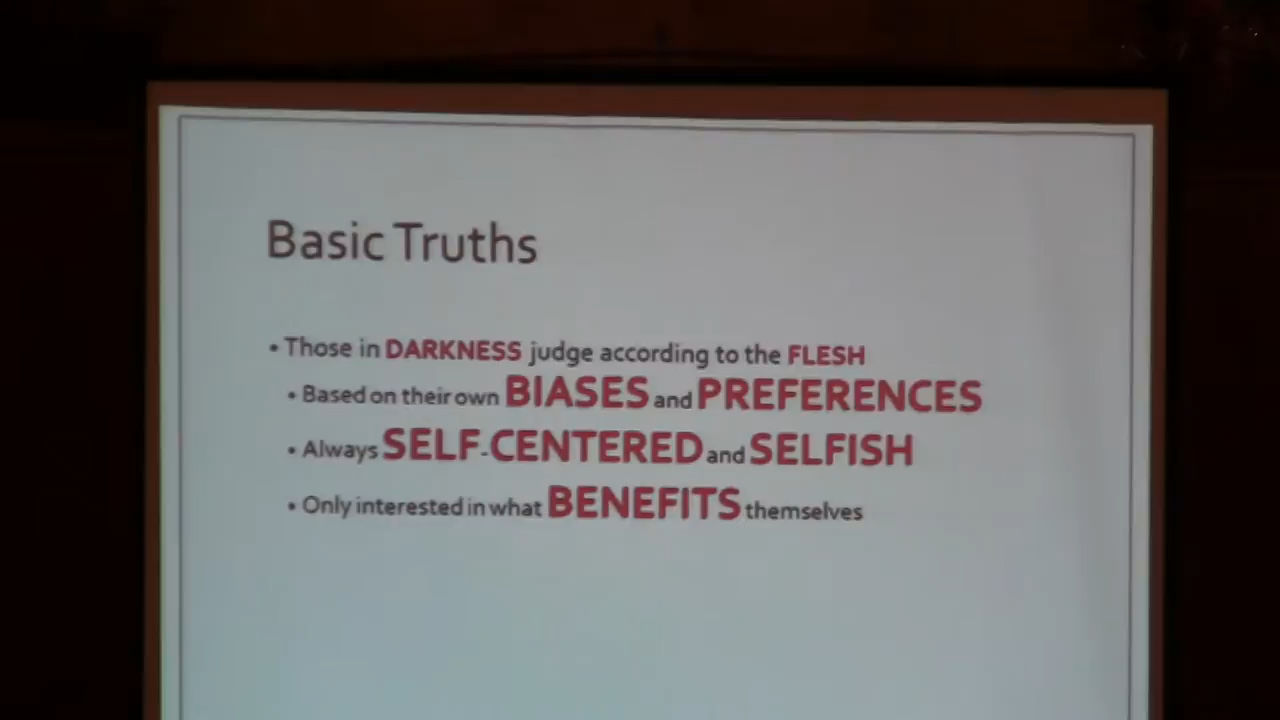 Basic Truths
• Those in DARKNESS judge according to the FLESH
• Based on their own BIASES and PREFERENCES
• Always SELF-CENTERED and SELFISH
• Only interested in what BENEFITS themselves